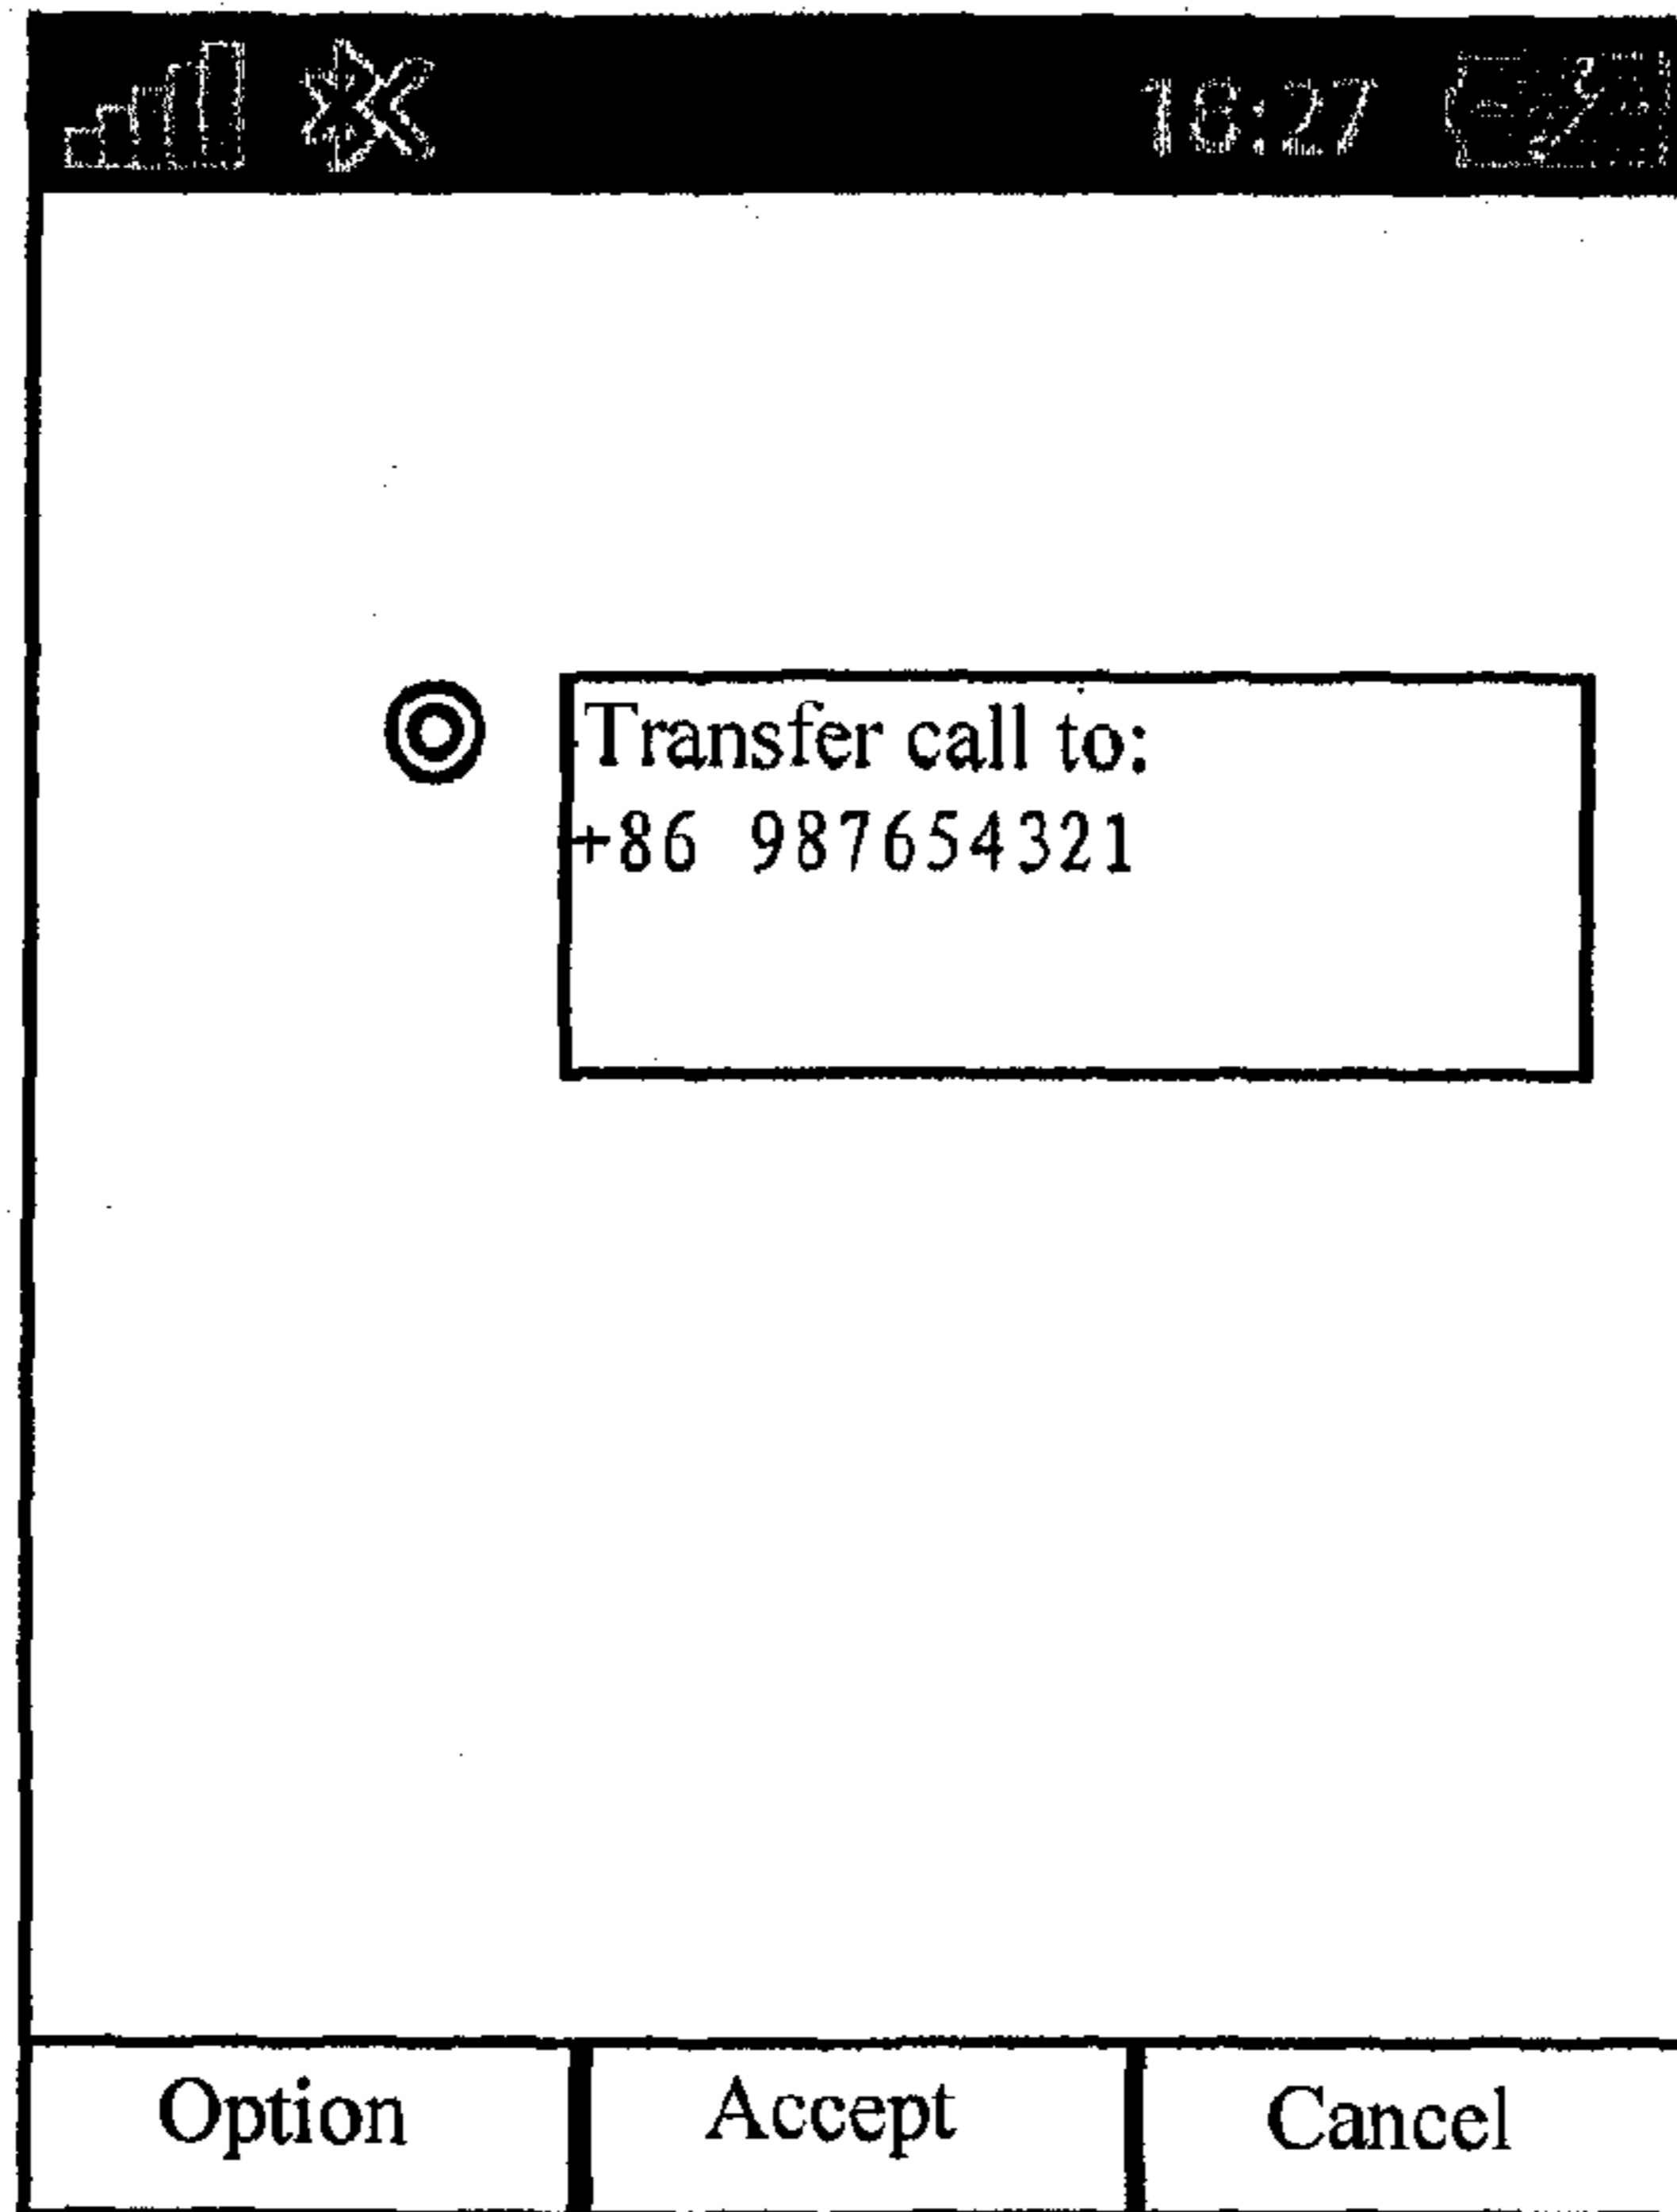 16:27
Transfer call to:
+86 987654321
Option
Accept
Cancel